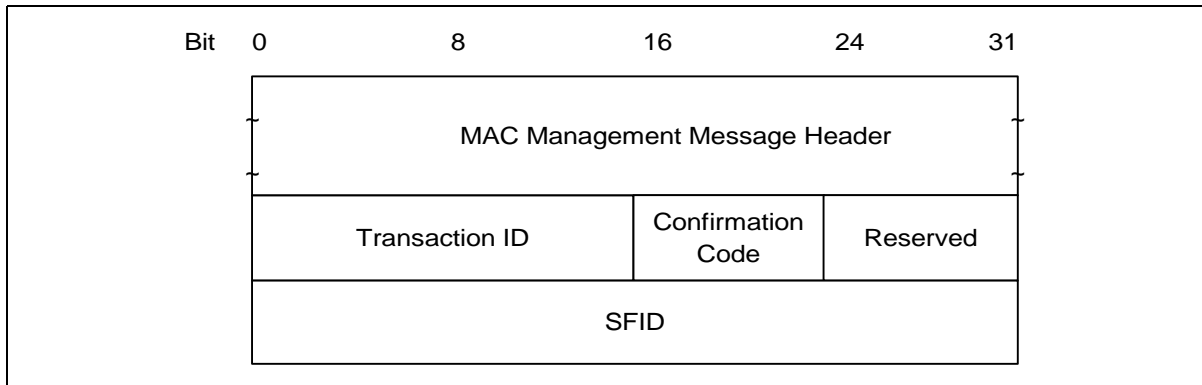 Bit 0 8 16 24 31
MAC Management Message Header
Transaction ID
Confirmation
Code
Reserved
SFID